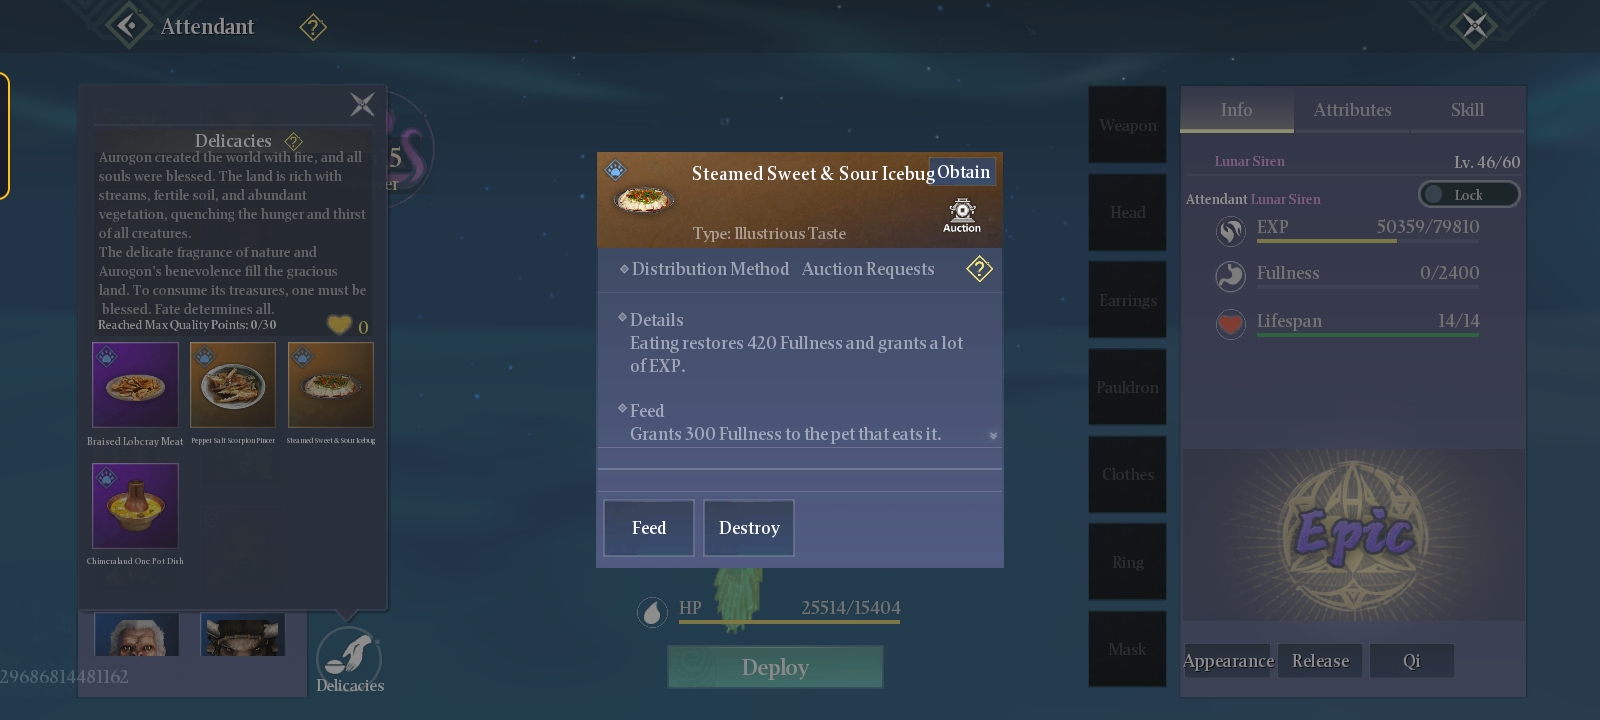 Attendant
Delicacies
Aurogon created the world with fire, and all
souls were blessed. The land is rich with
streams, fertile soil, and abundant
vegetation, quenching the hunger and thirst
of all creatures.
The delicate fragrance of nature and
Aurogon's benevolence fill the gracious
land. To consume its treasures, one must be
blessed. Fate determines all.
Reached Max Quality Points: 0/30
0
Braised Lobcray Meat
Pepper Salt Scorpion Pincer
Steamed Sweet & Sour Icebug
Chimeraland One Pot Dish
Delicacies
29686814481162
5
er
Steamed Sweet & Sour Icebug
Obtain
Type: Illustrious Taste
Auction
Distribution Method Auction Requests
Details
Eating restores 420 Fullness and grants a lot
of EXP.
Feed
Grants 300 Fullness to the pet that eats it.
Feed
Destroy
HP 25514/15404
Deploy
Weapon
Head
Earrings
Pauldron
Clothes
Ring
Mask
Info
Attributes
Skill
Lunar Siren
Lv. 46/60
Attendant Lunar Siren
Lock
EXP 50359/79810
Fullness 0/2400
Lifespan 14/14
Epic
Appearance
Release
Qi